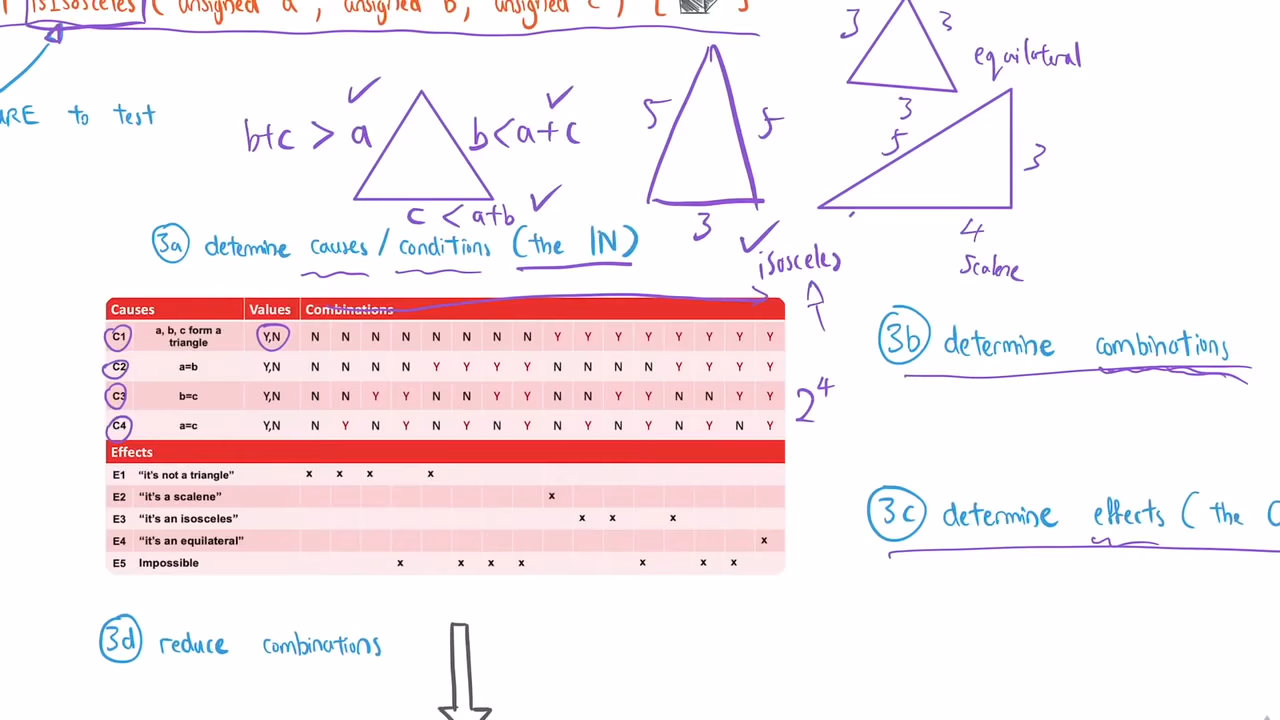 isIsosceles ( unsigned a , unsigned b, unsigned c ) {
}
ARE to test
b+c > a
b < a+c
c < a+b
5
5
3
isosceles
3
3
3
equilateral
5
3
4
Scalene
3a determine causes / conditions (the IN)
Causes Values Combinations
C1 a, b, c form a triangle Y,N N N N N N N N N Y Y Y Y Y Y Y Y
C2 a=b Y,N N N N N Y Y Y Y N N N N Y Y Y Y
C3 b=c Y,N N N Y Y N N Y Y N N Y Y N N Y Y
C4 a=c Y,N N Y N Y N Y N Y N Y N Y N Y N Y
2^4
Effects
E1 "it's not a triangle" x x x x
E2 "it's a scalene" x
E3 "it's an isosceles" x x x
E4 "it's an equilateral" x
E5 Impossible x x x x x x x
3b determine combinations
3c determine effects ( the
3d reduce combinations